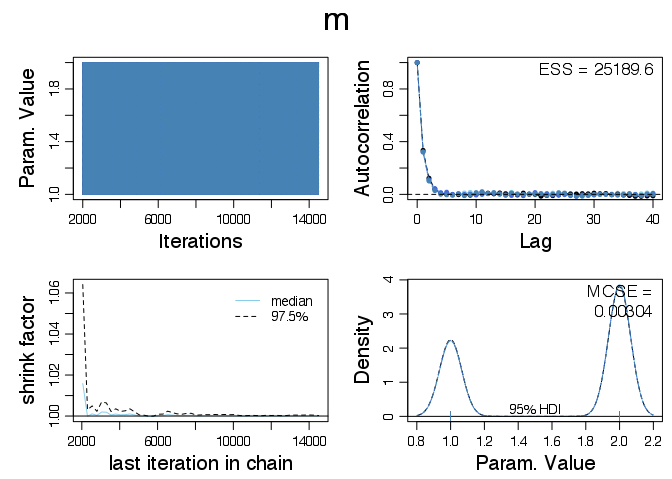 m
Param. Value
1.0 1.4 1.8
2000 6000 10000 14000
Iterations
Autocorrelation
0.0 0.4 0.8
ESS = 25189.6
0 10 20 30 40
Lag
shrink factor
1.00 1.02 1.04 1.06
median
97.5%
2000 6000 10000 14000
last iteration in chain
Density
0 1 2 3 4
MCSE =
0.00304
95% HDI
0.8 1.0 1.2 1.4 1.6 1.8 2.0 2.2
Param. Value